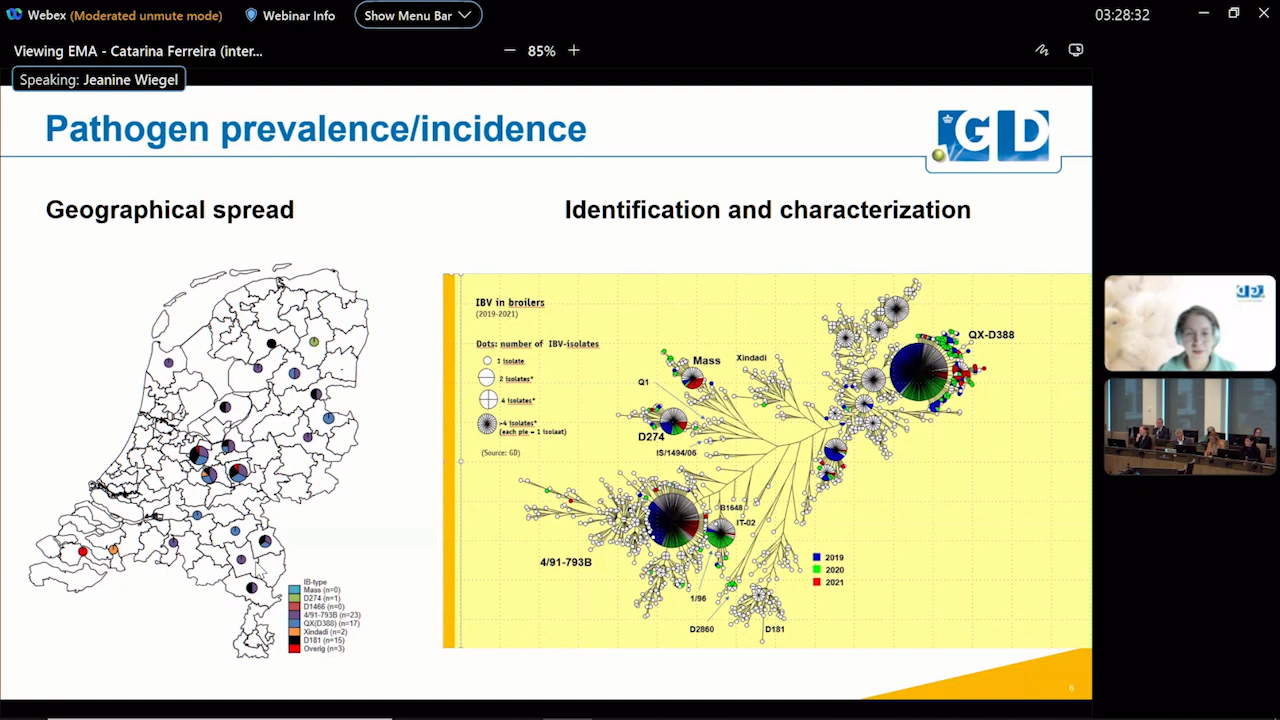 Webex (Moderated unmute mode) Webinar Info Show Menu Bar 03:28:32
Viewing EMA - Catarina Ferreira (inter... 85%
Speaking: Jeanine Wiegel
Pathogen prevalence/incidence
GD
Geographical spread
Identification and characterization
IB-type
Mass (n=0)
D274 (n=1)
D1466 (n=0)
4/91-793B (n=23)
QX(D388) (n=17)
Xindadi (n=2)
D181 (n=15)
Overig (n=3)
IBV in broilers
(2019-2021)
Dots: number of IBV-isolates
1 isolate
2 isolates*
4 isolates*
>4 isolates*
(each pie = 1 isolaat)
(Source: GD)
QX-D388
Mass
Xindadi
Q1
D274
IS/1494/06
B1648
IT-02
4/91-793B
1/96
D2860
D181
2019
2020
2021
6
GD